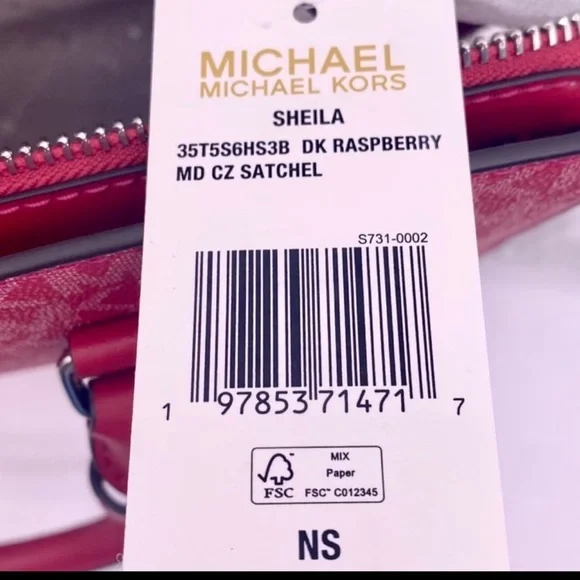 MICHAEL
MICHAEL KORS
SHEILA
35T5S6HS3B DK RASPBERRY
MD CZ SATCHEL
S731-0002
1 97853 71471 7
MIX
Paper
FSC
FSC™ C012345
NS